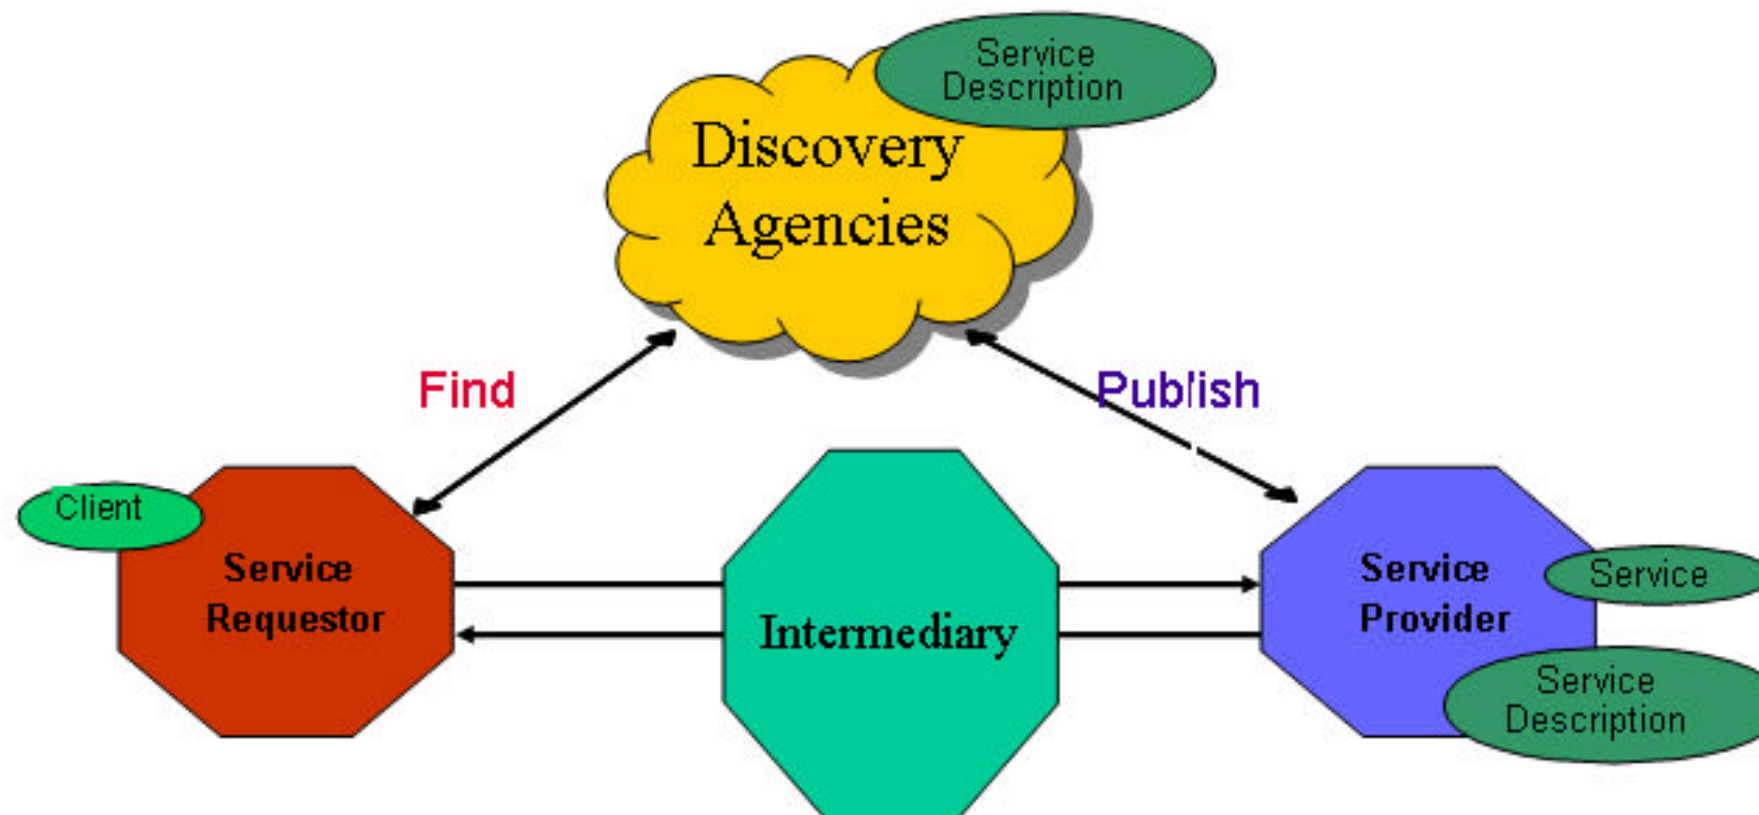 Service
Description
Discovery
Agencies
Find
Publish
Client
Service
Requestor
Intermediary
Service
Provider
Service
Service
Description